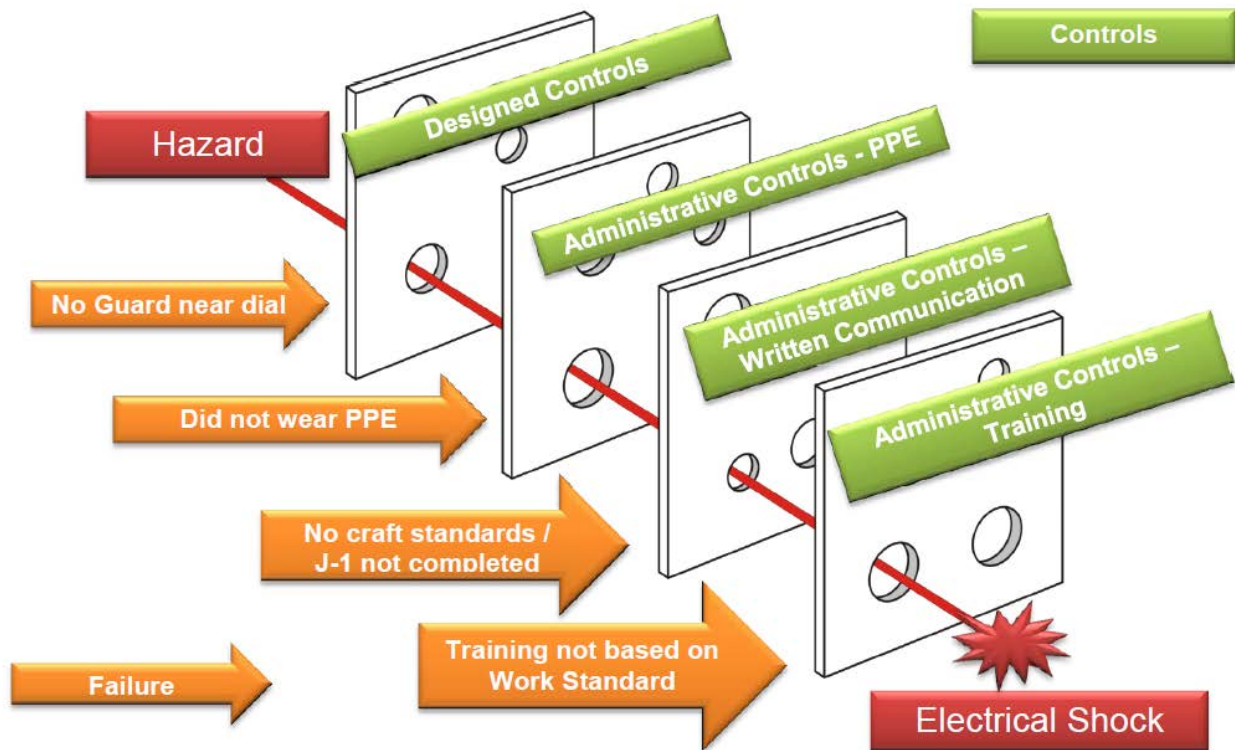 Controls
Designed Controls
Hazard
Administrative Controls - PPE
Administrative Controls –
Written Communication
No Guard near dial
Administrative Controls –
Training
Did not wear PPE
No craft standards /
J-1 not completed
Training not based on
Work Standard
Failure
Electrical Shock